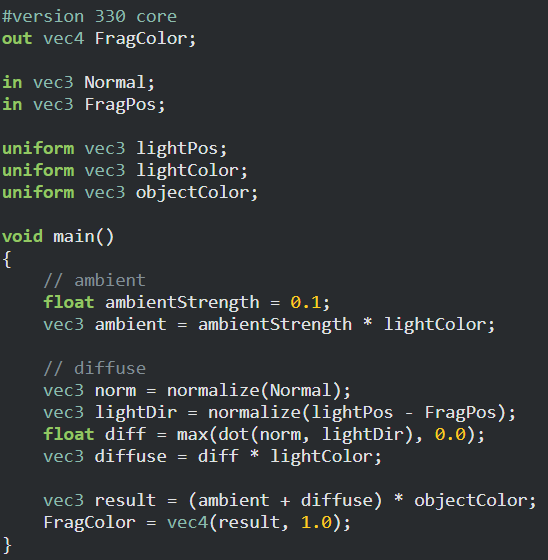 #version 330 core
out vec4 FragColor;

in vec3 Normal;
in vec3 FragPos;

uniform vec3 lightPos;
uniform vec3 lightColor;
uniform vec3 objectColor;

void main()
{
    // ambient
    float ambientStrength = 0.1;
    vec3 ambient = ambientStrength * lightColor;

    // diffuse
    vec3 norm = normalize(Normal);
    vec3 lightDir = normalize(lightPos - FragPos);
    float diff = max(dot(norm, lightDir), 0.0);
    vec3 diffuse = diff * lightColor;

    vec3 result = (ambient + diffuse) * objectColor;
    FragColor = vec4(result, 1.0);
}